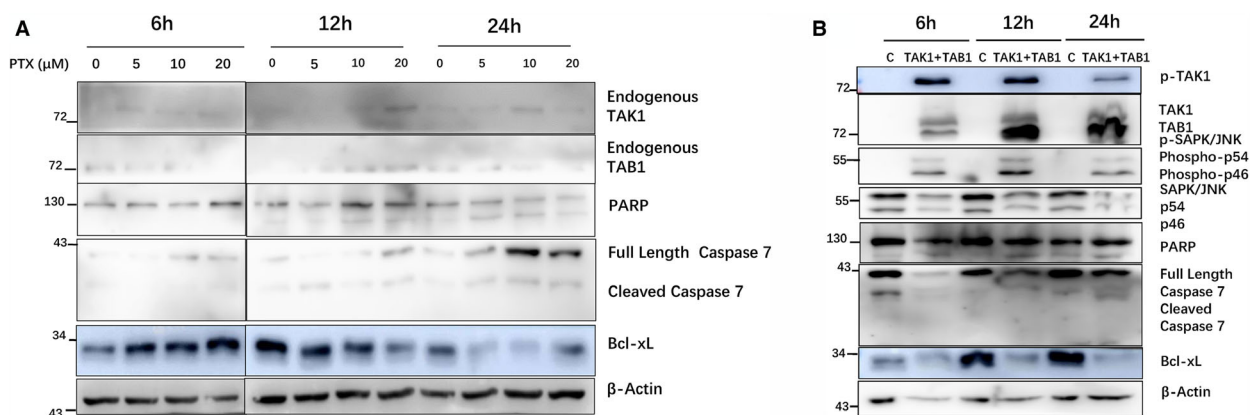 A
6h
12h
24h
PTX (μM)
0
5
10
20
0
5
10
20
0
5
10
20
72
Endogenous
TAK1
72
Endogenous
TAB1
130
PARP
43
Full Length Caspase 7
Cleaved Caspase 7
34
Bcl-xL
43
β-Actin
B
6h
12h
24h
C TAK1+TAB1 C TAK1+TAB1 C TAK1+TAB1
72
p-TAK1
72
TAK1
TAB1
p-SAPK/JNK
55
Phospho-p54
Phospho-p46
55
SAPK/JNK
p54
p46
130
PARP
43
Full Length
Caspase 7
Cleaved
Caspase 7
34
Bcl-xL
43
β-Actin